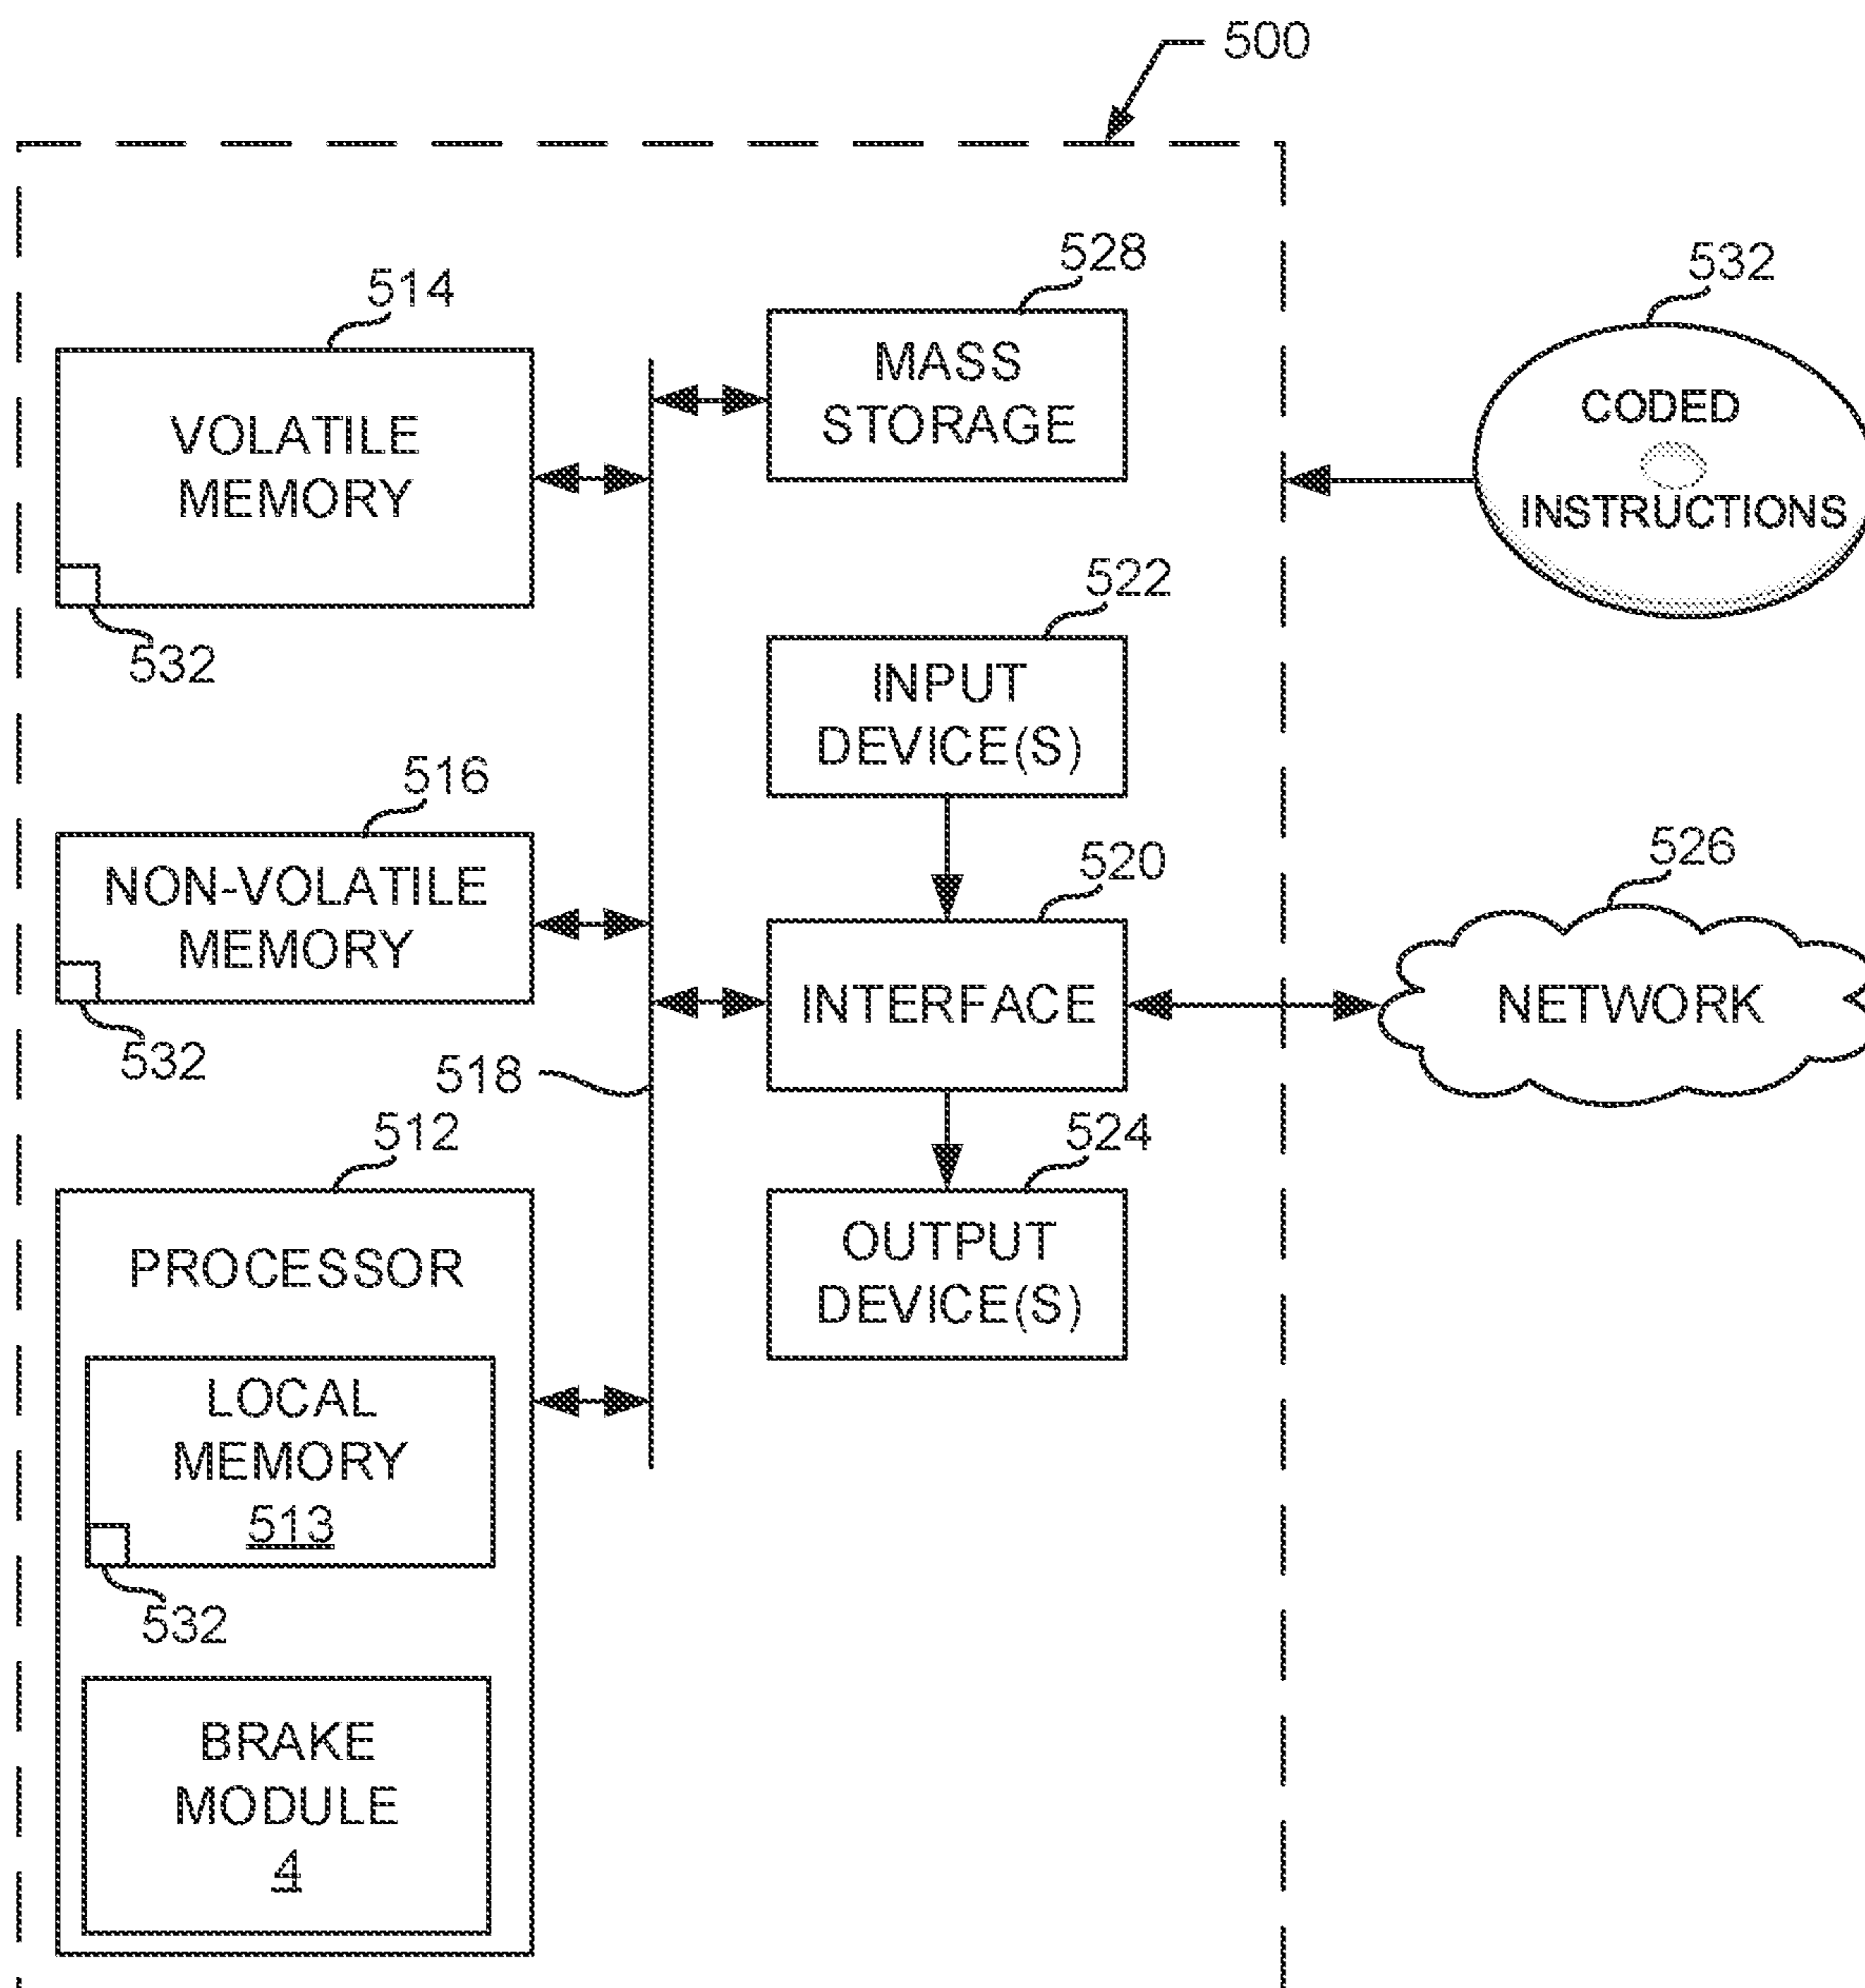 500
528
532
514
MASS
STORAGE
CODED
INSTRUCTIONS
VOLATILE
MEMORY
532
522
INPUT
DEVICE(S)
516
NON-VOLATILE
MEMORY
532
520
526
INTERFACE
NETWORK
518
512
524
OUTPUT
DEVICE(S)
PROCESSOR
LOCAL
MEMORY
513
532
BRAKE
MODULE
4